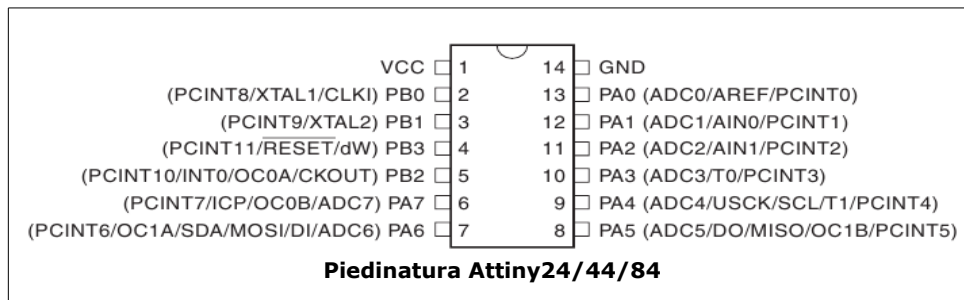 VCC 1 14 GND
(PCINT8/XTAL1/CLKI) PB0 2 13 PA0 (ADC0/AREF/PCINT0)
(PCINT9/XTAL2) PB1 3 12 PA1 (ADC1/AIN0/PCINT1)
(PCINT11/RESET/dW) PB3 4 11 PA2 (ADC2/AIN1/PCINT2)
(PCINT10/INT0/OC0A/CKOUT) PB2 5 10 PA3 (ADC3/T0/PCINT3)
(PCINT7/ICP/OC0B/ADC7) PA7 6 9 PA4 (ADC4/USCK/SCL/T1/PCINT4)
(PCINT6/OC1A/SDA/MOSI/DI/ADC6) PA6 7 8 PA5 (ADC5/DO/MISO/OC1B/PCINT5)
Piedinatura Attiny24/44/84